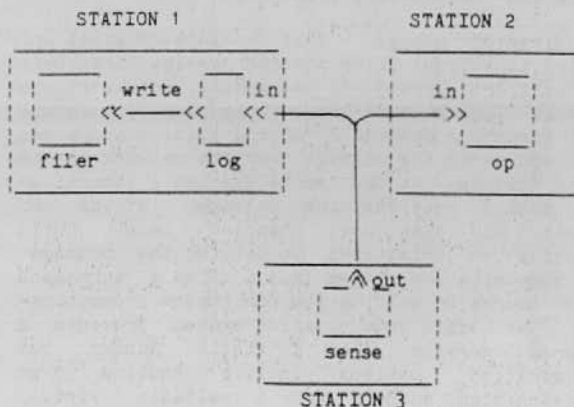 STATION 1 STATION 2
write in in
filer log op
out
sense
STATION 3